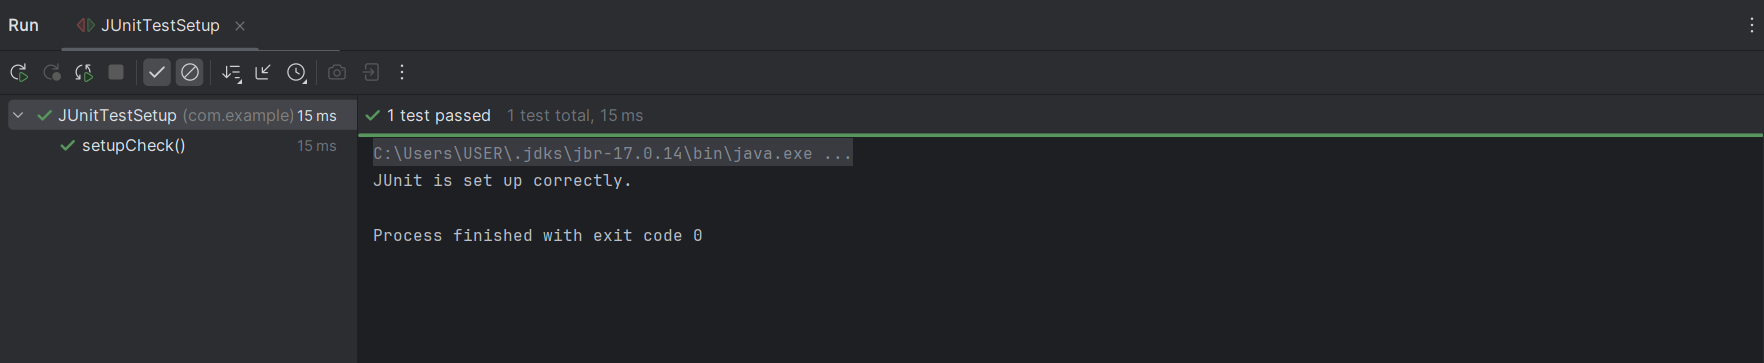 Run JUnitTestSetup
JUnitTestSetup (com.example) 15 ms
setupCheck() 15 ms
1 test passed 1 test total, 15 ms
C:\Users\USER\.jdks\jbr-17.0.14\bin\java.exe ...
JUnit is set up correctly.
Process finished with exit code 0